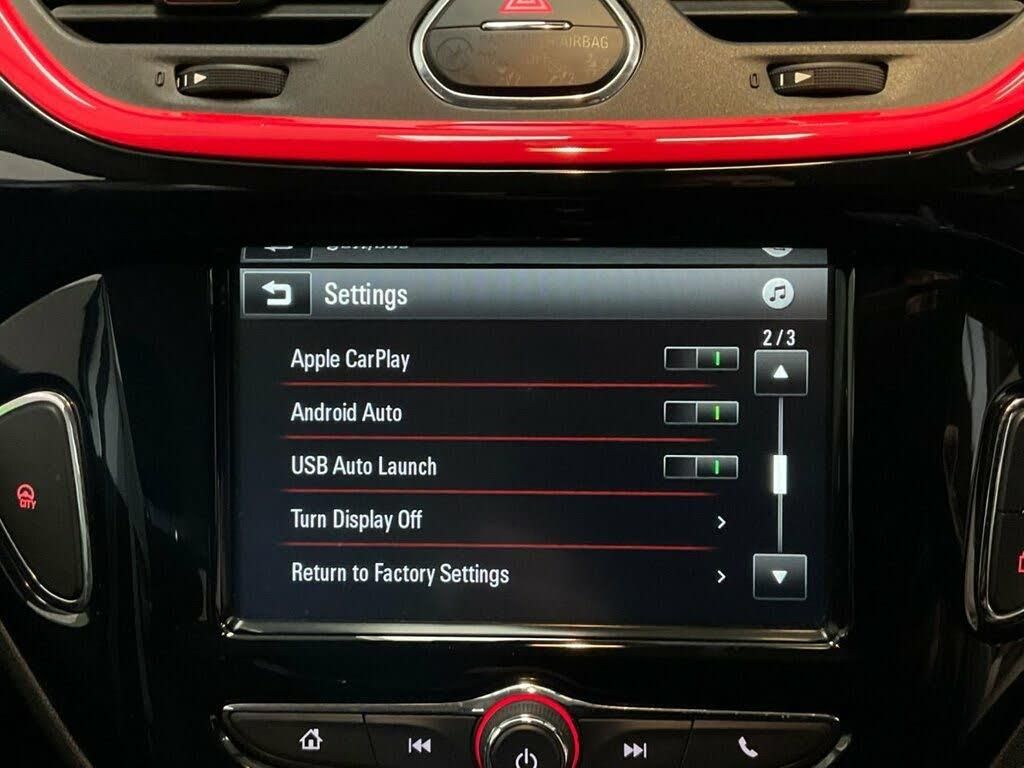 AIRBAG
Settings
2/3
Apple CarPlay
Android Auto
USB Auto Launch
Turn Display Off
Return to Factory Settings
CITY